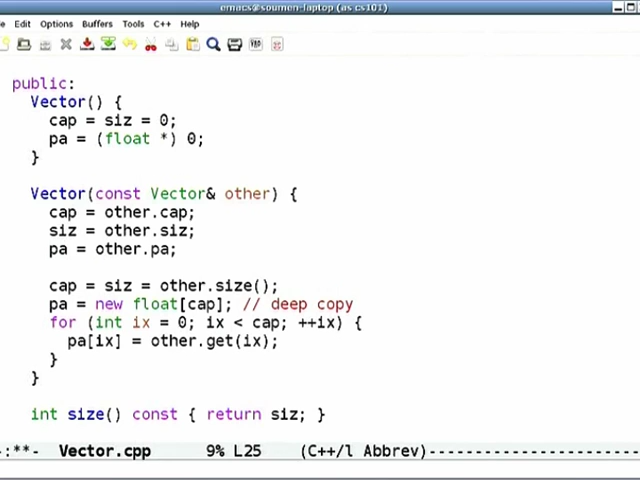 emacs@soumen-laptop (as cs101)
Edit Options Buffers Tools C++ Help
public:
Vector() {
cap = siz = 0;
pa = (float *) 0;
}
Vector(const Vector& other) {
cap = other.cap;
siz = other.siz;
pa = other.pa;
cap = siz = other.size();
pa = new float[cap]; // deep copy
for (int ix = 0; ix < cap; ++ix) {
pa[ix] = other.get(ix);
}
}
int size() const { return siz; }
-:**- Vector.cpp 9% L25 (C++/l Abbrev)-----------------------